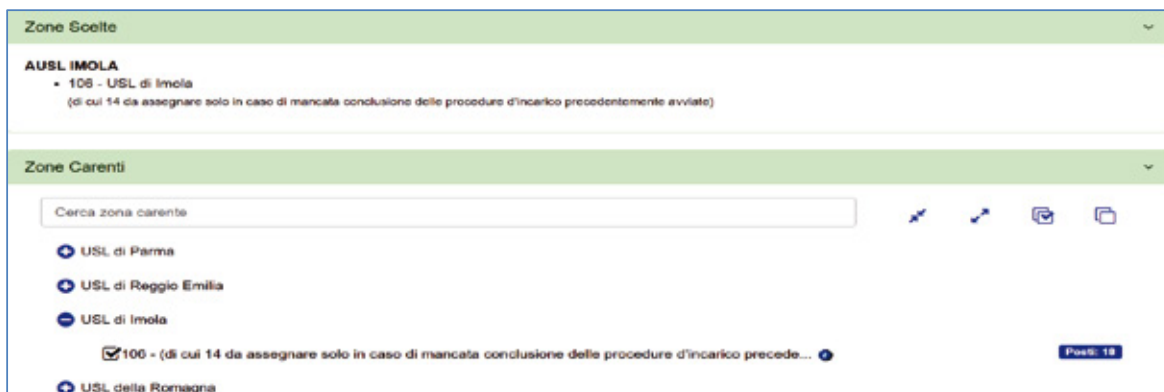 Zone Scelte
AUSL IMOLA
106 - USL di Imola
(di cui 14 da assegnare solo in caso di mancata conclusione delle procedure d'incarico precedentemente avviate)
Zone Carenti
Cerca zona carente
USL di Parma
USL di Reggio Emilia
USL di Imola
106 - (di cui 14 da assegnare solo in caso di mancata conclusione delle procedure d'incarico precede...
Posti: 18
USL della Romagna